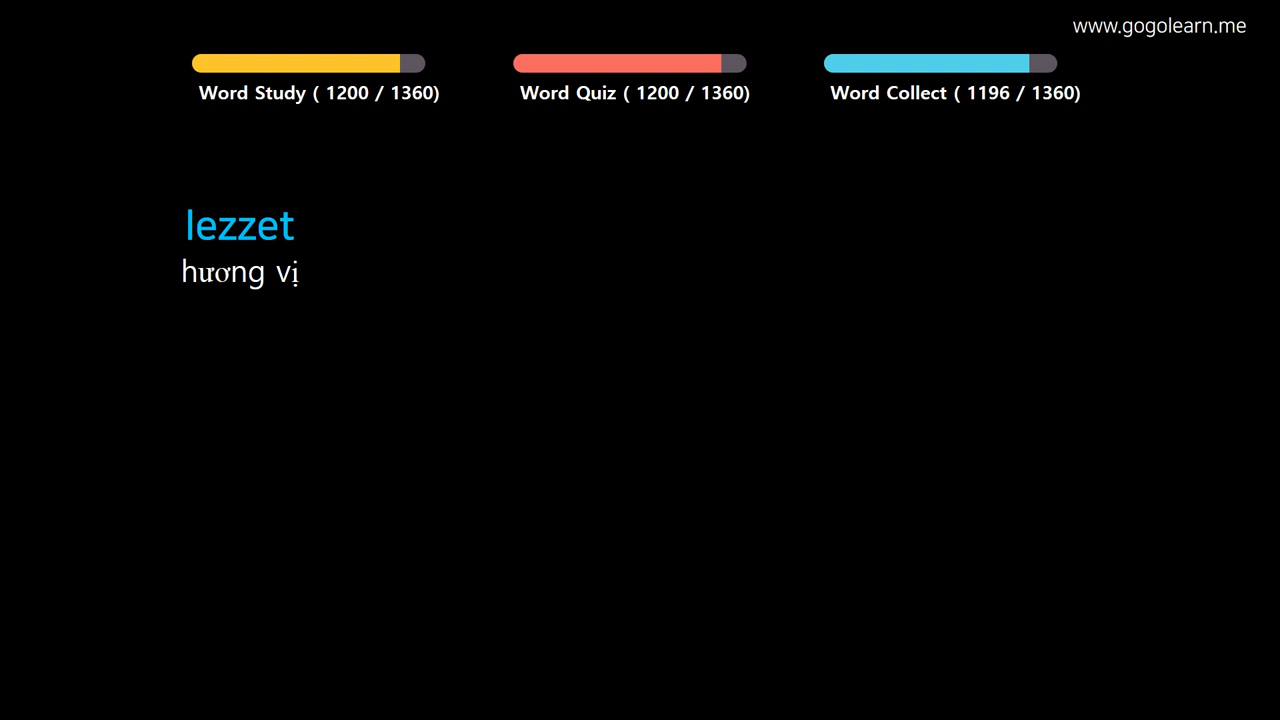 www.gogolearn.me
Word Study ( 1200 / 1360)
Word Quiz ( 1200 / 1360)
Word Collect ( 1196 / 1360)
lezzet
hương vị